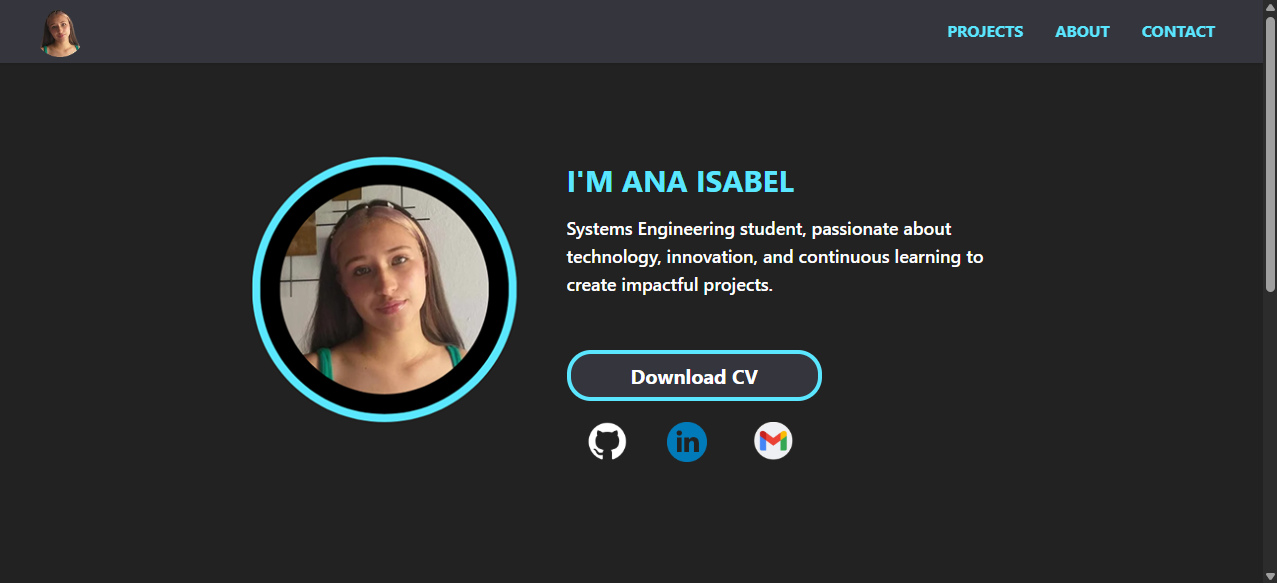 PROJECTS ABOUT CONTACT
I'M ANA ISABEL
Systems Engineering student, passionate about
technology, innovation, and continuous learning to
create impactful projects.
Download CV
in